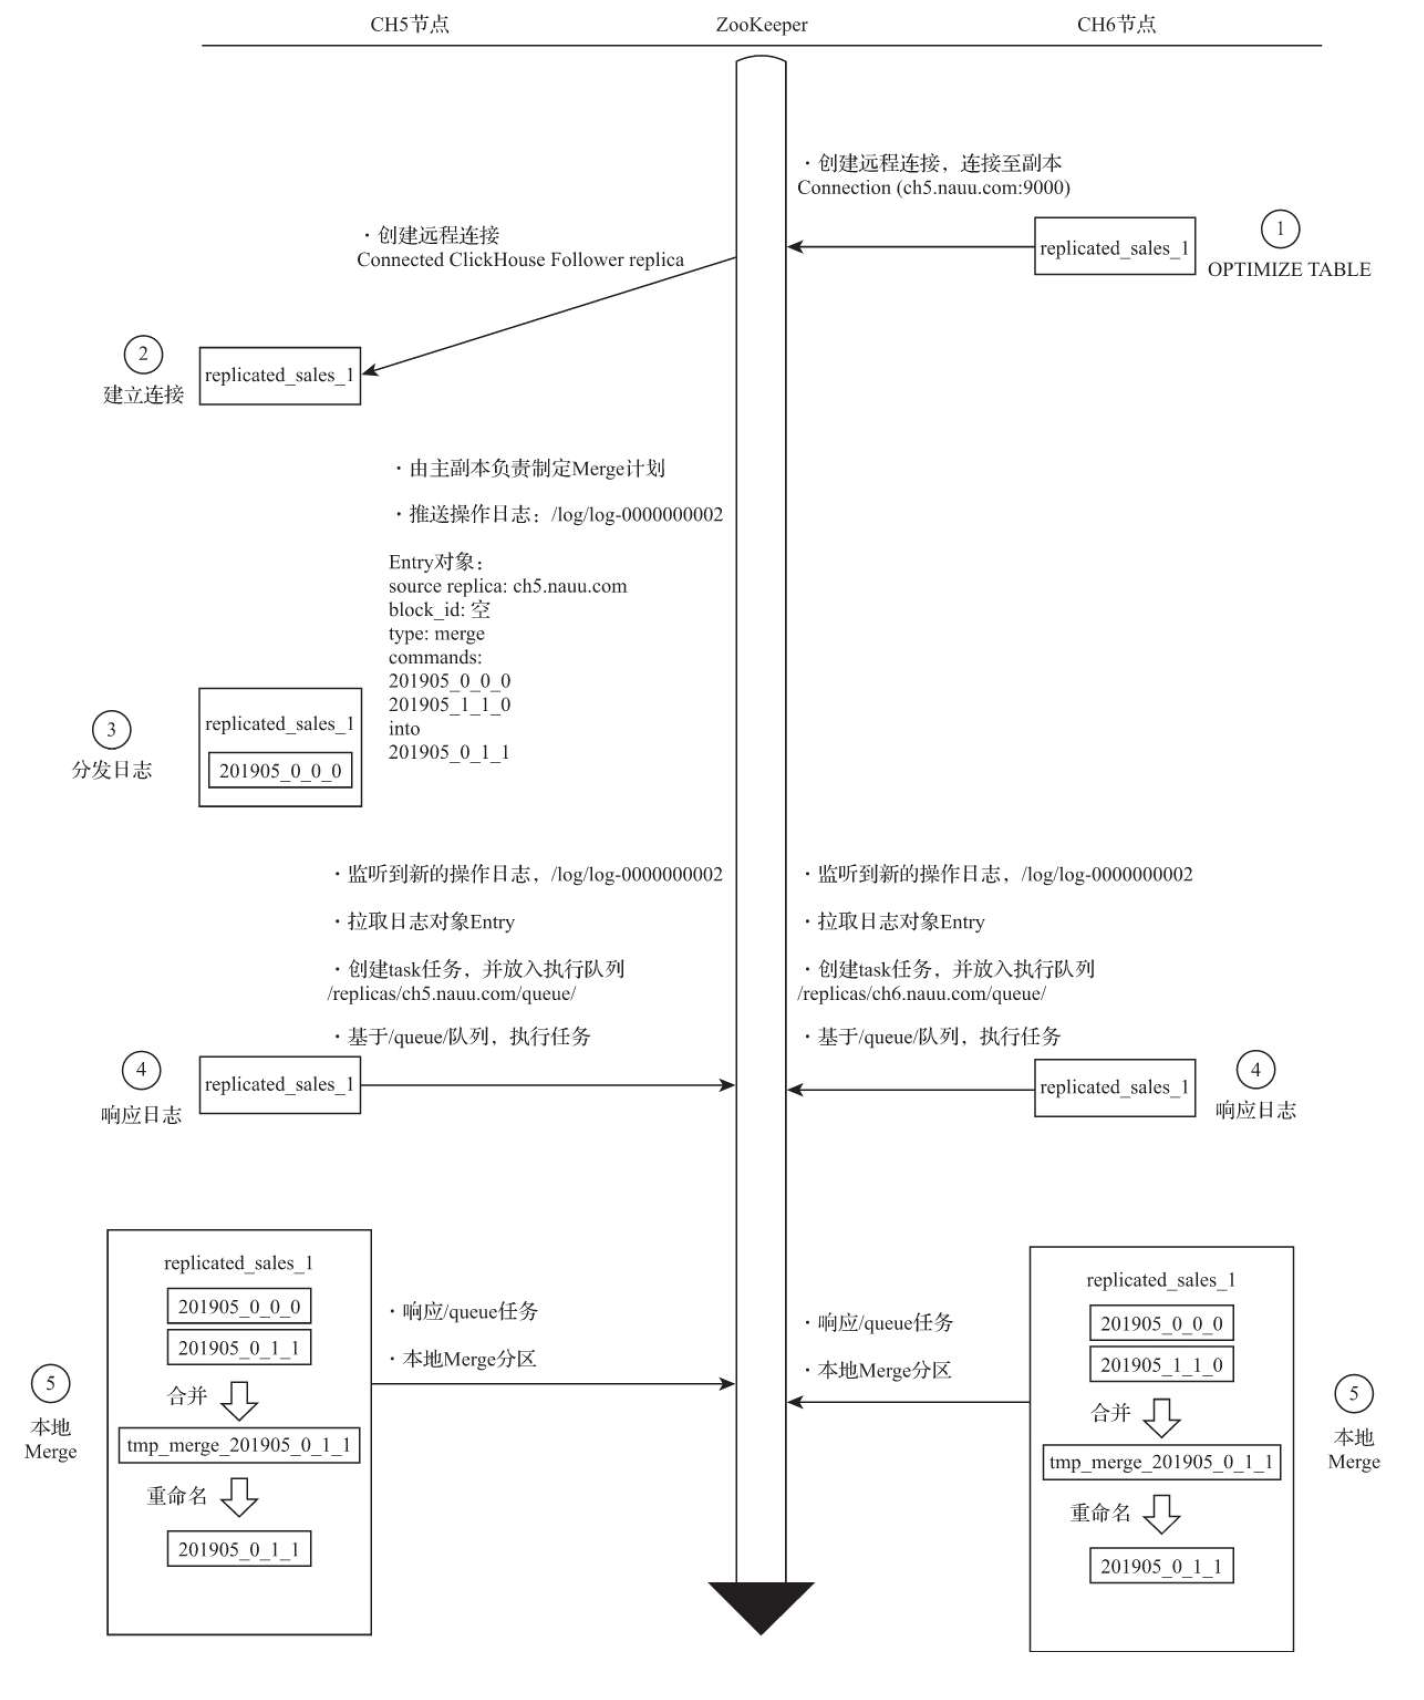 CH5节点
ZooKeeper
CH6节点
·创建远程连接，连接至副本
Connection (ch5.nauu.com:9000)
replicated_sales_1
1
OPTIMIZE TABLE
·创建远程连接
Connected ClickHouse Follower replica
2
建立连接
replicated_sales_1
·由主副本负责制定Merge计划
·推送操作日志：/log/log-0000000002
Entry对象：
source replica: ch5.nauu.com
block_id: 空
type: merge
commands:
201905_0_0_0
201905_1_1_0
into
201905_0_1_1
3
分发日志
replicated_sales_1
201905_0_0_0
·监听到新的操作日志，/log/log-0000000002
·拉取日志对象Entry
·创建task任务，并放入执行队列
/replicas/ch5.nauu.com/queue/
·基于/queue/队列，执行任务
4
响应日志
replicated_sales_1
·监听到新的操作日志，/log/log-0000000002
·拉取日志对象Entry
·创建task任务，并放入执行队列
/replicas/ch6.nauu.com/queue/
·基于/queue/队列，执行任务
replicated_sales_1
4
响应日志
5
本地
Merge
replicated_sales_1
201905_0_0_0
201905_0_1_1
合并
tmp_merge_201905_0_1_1
重命名
201905_0_1_1
·响应/queue任务
·本地Merge分区
·响应/queue任务
·本地Merge分区
replicated_sales_1
201905_0_0_0
201905_1_1_0
合并
tmp_merge_201905_0_1_1
重命名
201905_0_1_1
5
本地
Merge